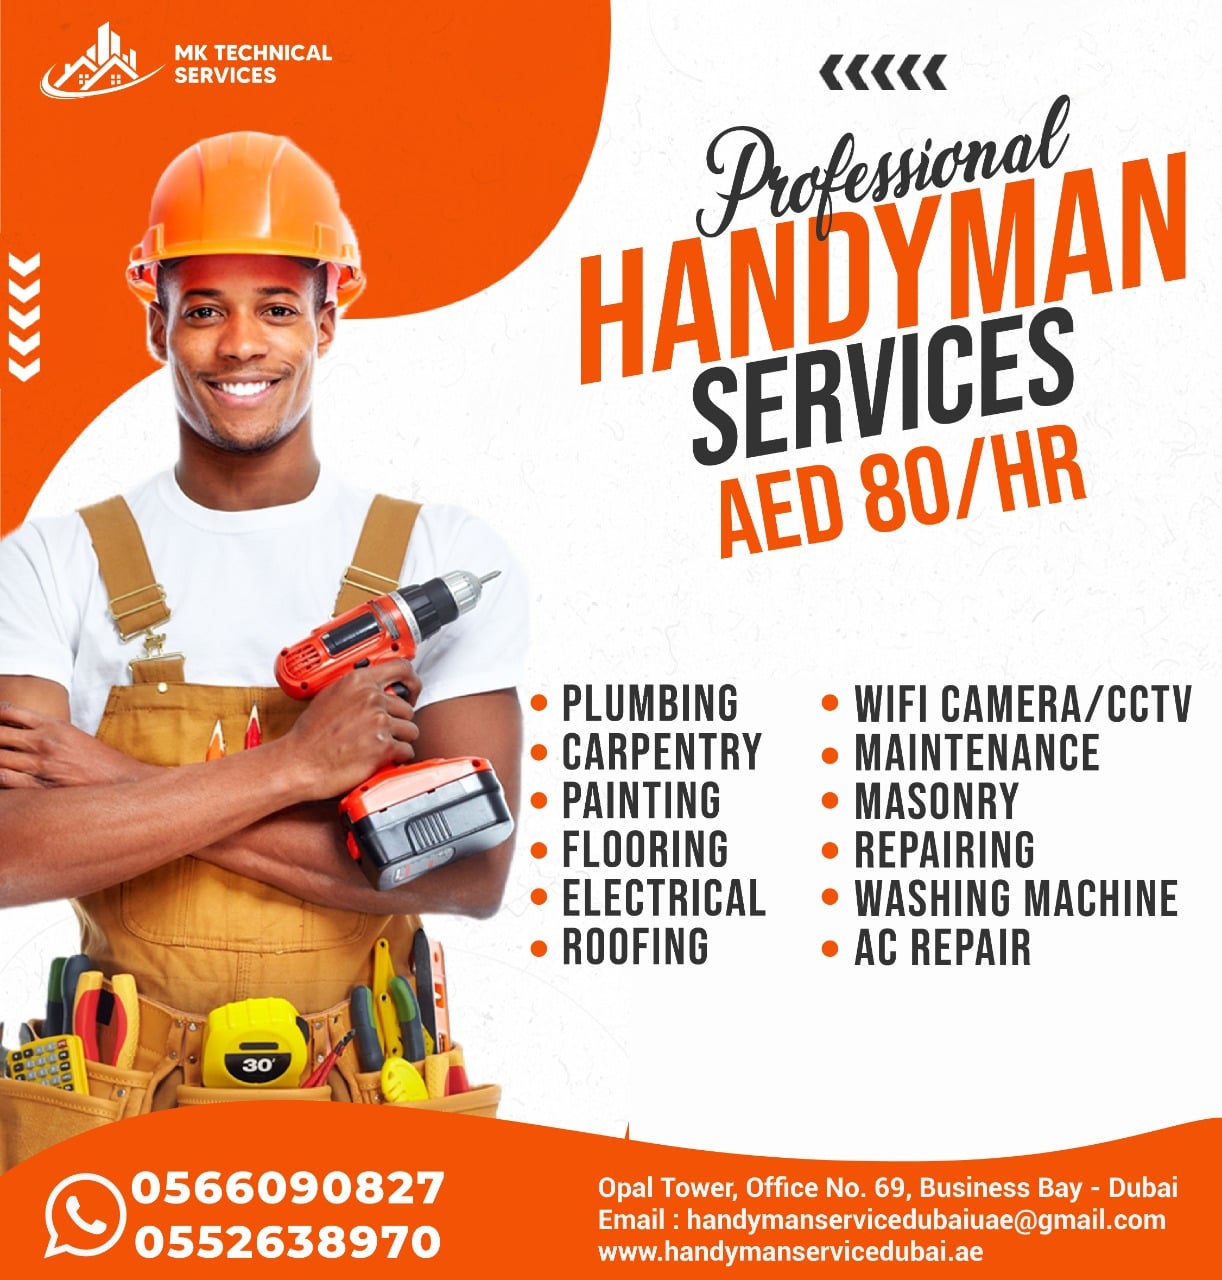 MK TECHNICAL
SERVICES
Professional
HANDYMAN
SERVICES
AED 80/HR
PLUMBING
CARPENTRY
PAINTING
FLOORING
ELECTRICAL
ROOFING
WIFI CAMERA/CCTV
MAINTENANCE
MASONRY
REPAIRING
WASHING MACHINE
AC REPAIR
30'
0566090827
0552638970
Opal Tower, Office No. 69, Business Bay - Dubai
Email : handymanservicedubaiuae@gmail.com
www.handymanservicedubai.ae